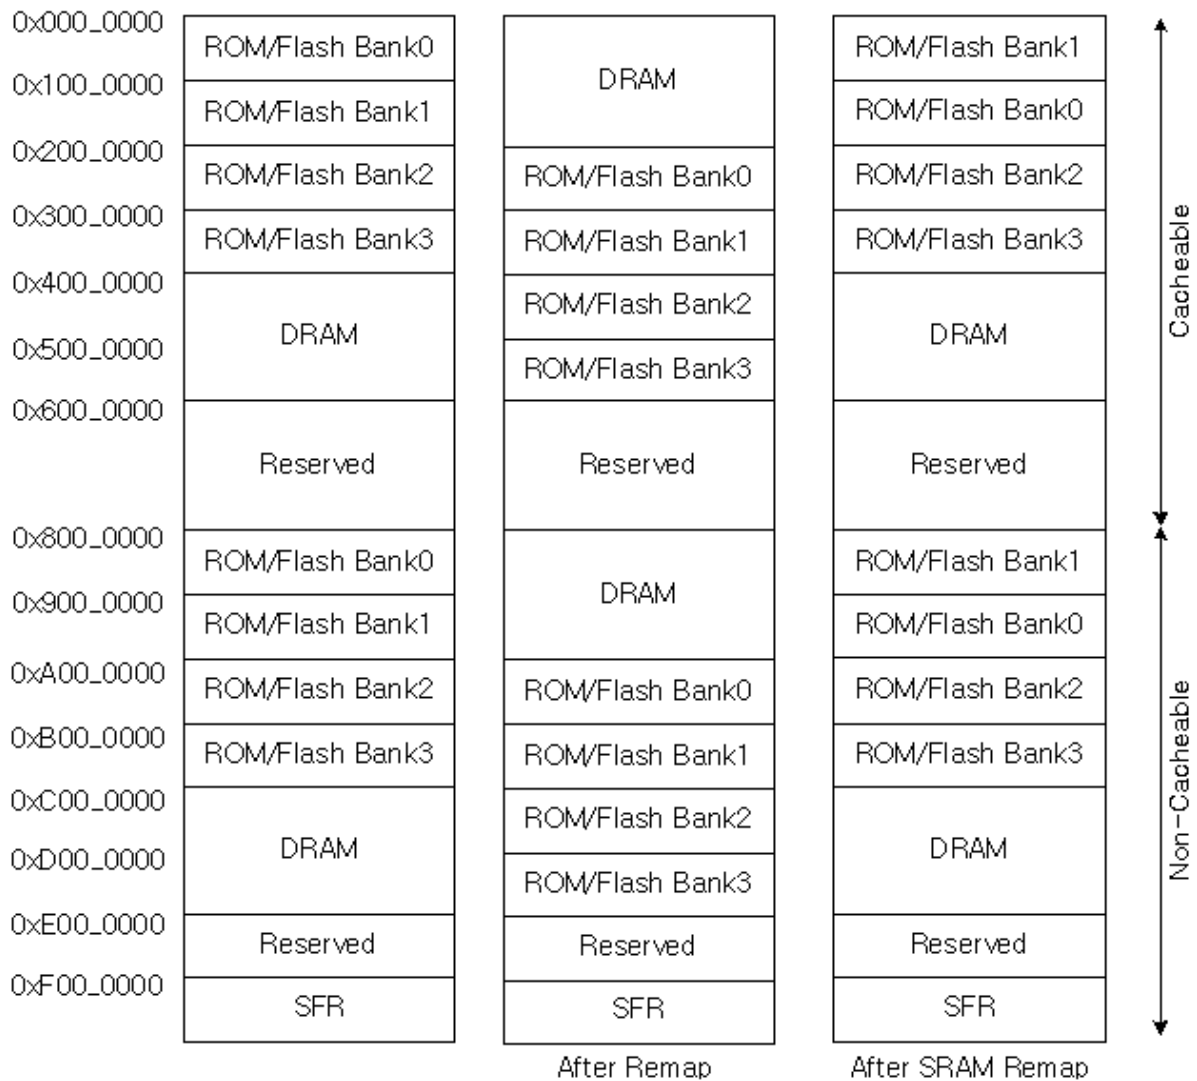 0x000_0000
ROM/Flash Bank0
DRAM
ROM/Flash Bank1
0x100_0000
ROM/Flash Bank1
ROM/Flash Bank0
0x200_0000
ROM/Flash Bank2
ROM/Flash Bank0
ROM/Flash Bank2
0x300_0000
ROM/Flash Bank3
ROM/Flash Bank1
ROM/Flash Bank3
0x400_0000
DRAM
ROM/Flash Bank2
DRAM
0x500_0000
ROM/Flash Bank3
0x600_0000
Reserved
Reserved
Reserved
Cacheable
0x800_0000
ROM/Flash Bank0
DRAM
ROM/Flash Bank1
0x900_0000
ROM/Flash Bank1
ROM/Flash Bank0
0xA00_0000
ROM/Flash Bank2
ROM/Flash Bank0
ROM/Flash Bank2
0xB00_0000
ROM/Flash Bank3
ROM/Flash Bank1
ROM/Flash Bank3
0xC00_0000
DRAM
ROM/Flash Bank2
DRAM
0xD00_0000
ROM/Flash Bank3
0xE00_0000
Reserved
Reserved
Reserved
0xF00_0000
SFR
SFR
SFR
Non-Cacheable
After Remap
After SRAM Remap